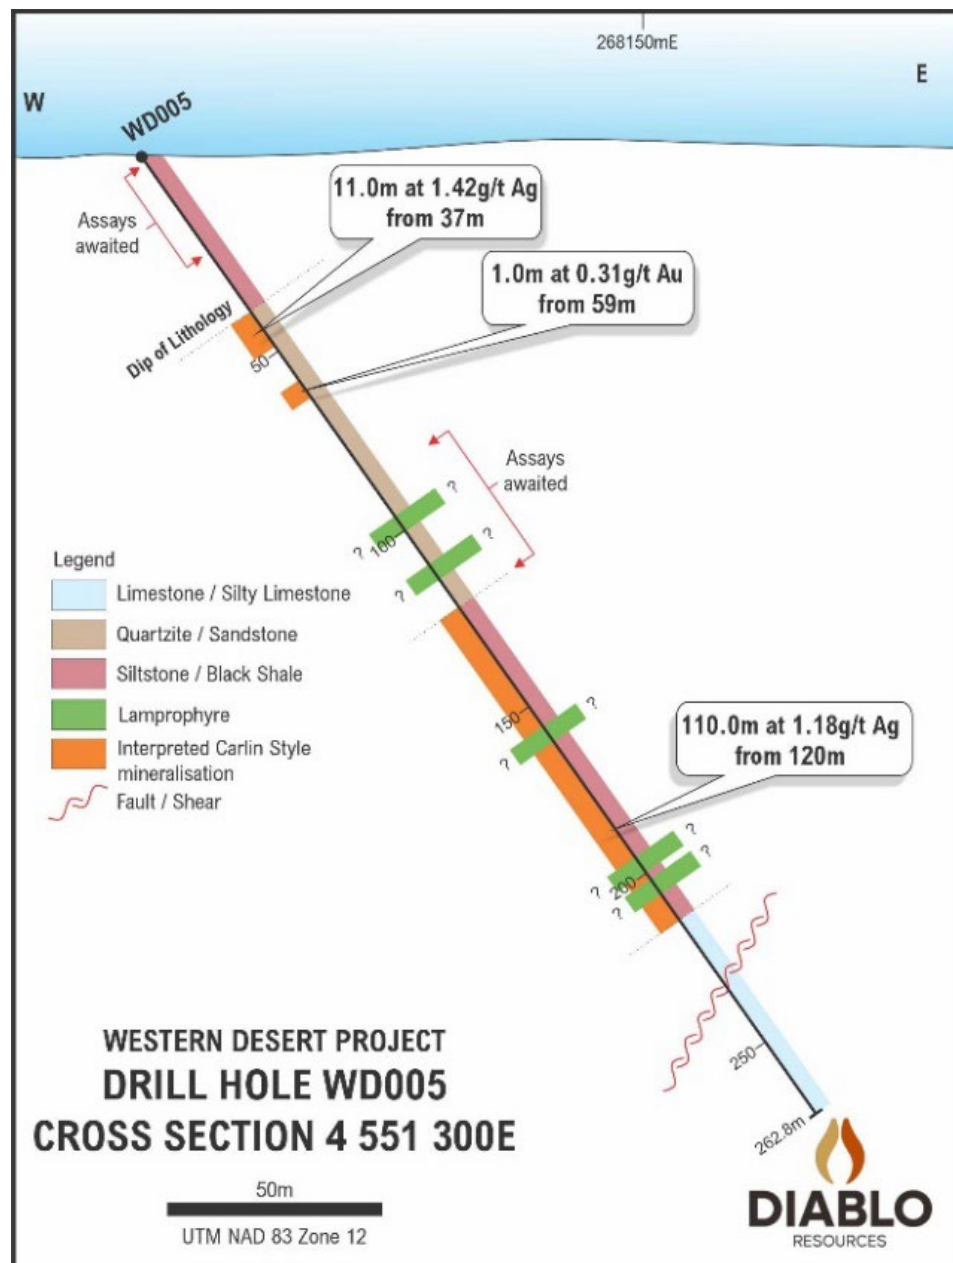 268150mE
W
E
WD005
11.0m at 1.42g/t Ag
from 37m
Assays
awaited
1.0m at 0.31g/t Au
from 59m
Dip of Lithology
50
Assays
awaited
?
?
100
?
?
Legend
Limestone / Silty Limestone
Quartzite / Sandstone
Siltstone / Black Shale
Lamprophyre
Interpreted Carlin Style
mineralisation
Fault / Shear
?
150
?
110.0m at 1.18g/t Ag
from 120m
?
?
?
200
?
250
262.8m
WESTERN DESERT PROJECT
DRILL HOLE WD005
CROSS SECTION 4 551 300E
50m
UTM NAD 83 Zone 12
DIABLO
RESOURCES